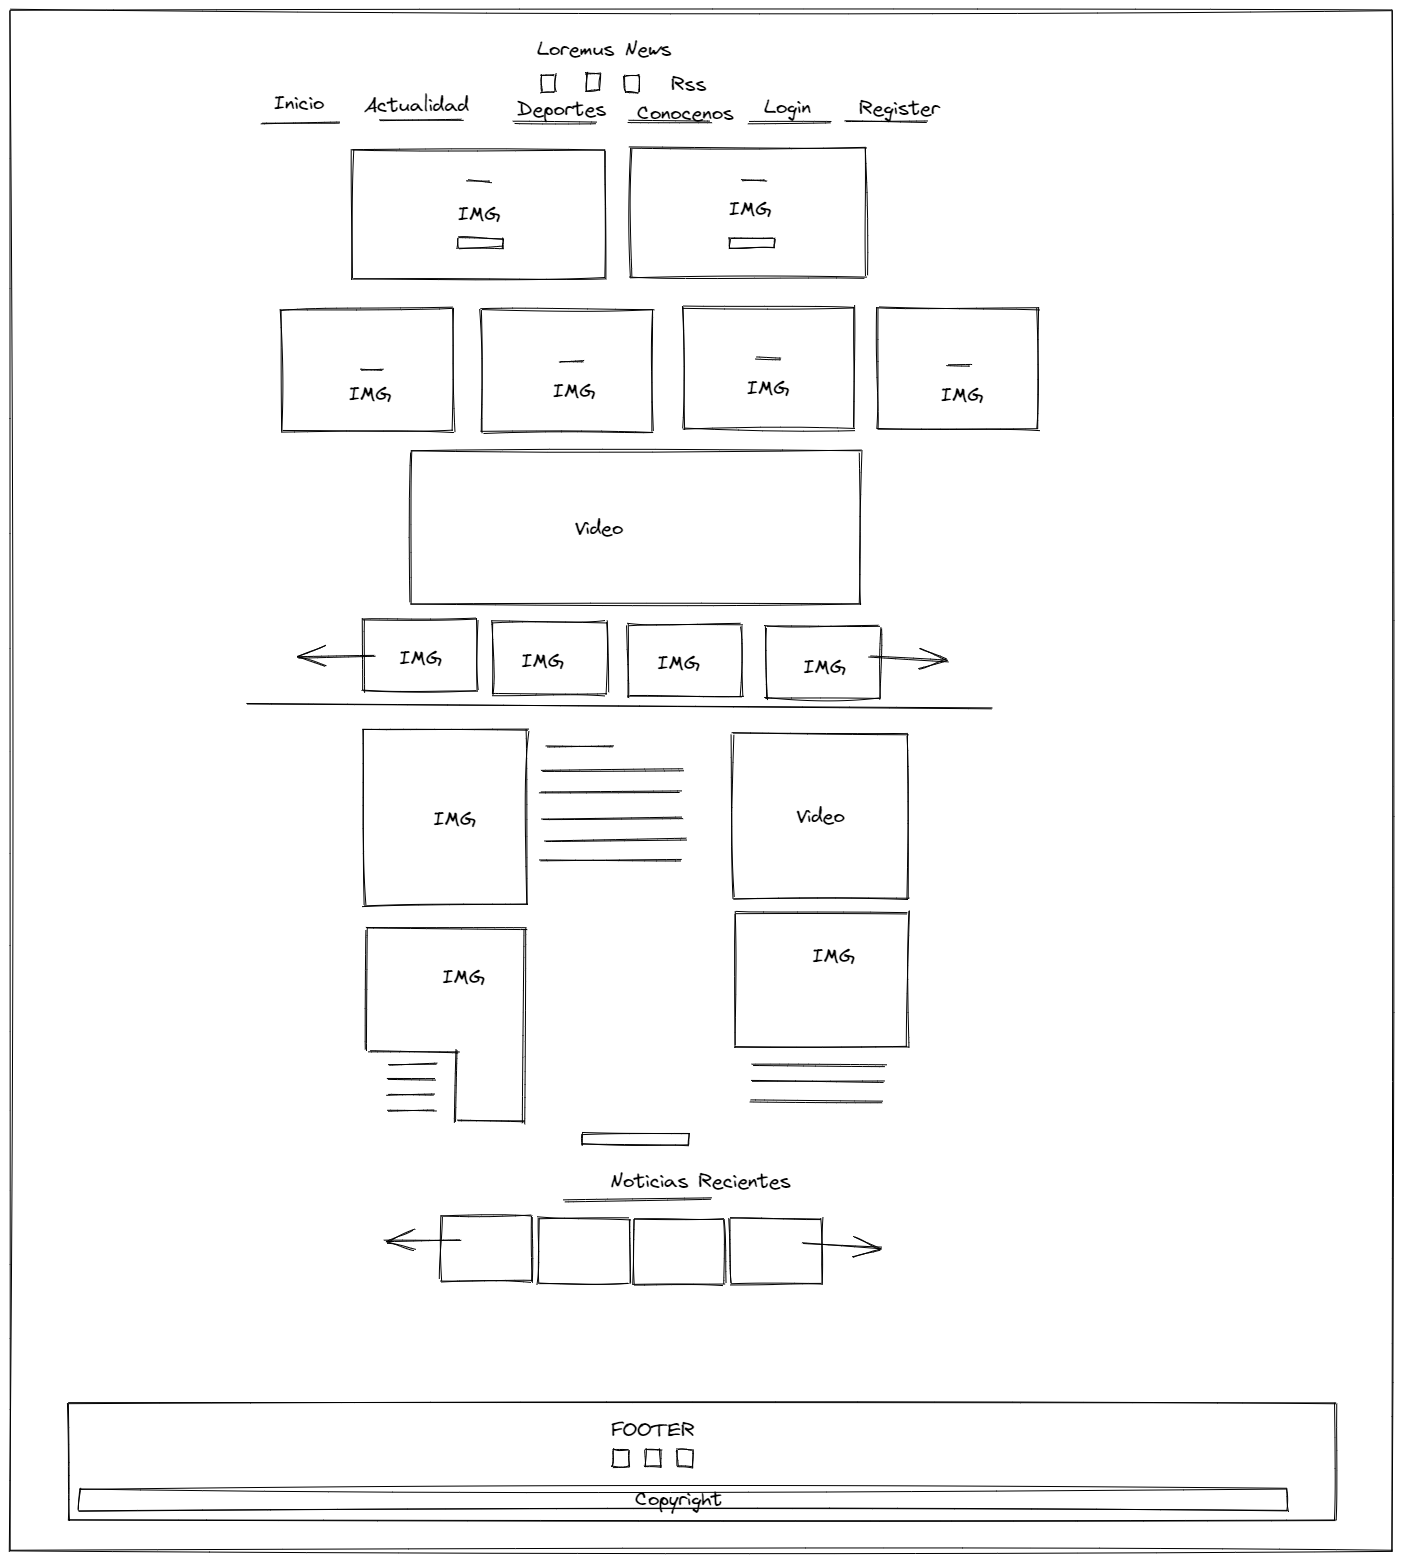 Loremus News
Rss
Inicio Actualidad Deportes Conocenos Login Register
IMG IMG
IMG IMG IMG IMG
Video
IMG IMG IMG IMG
IMG Video
IMG IMG
Noticias Recientes
FOOTER
Copyright